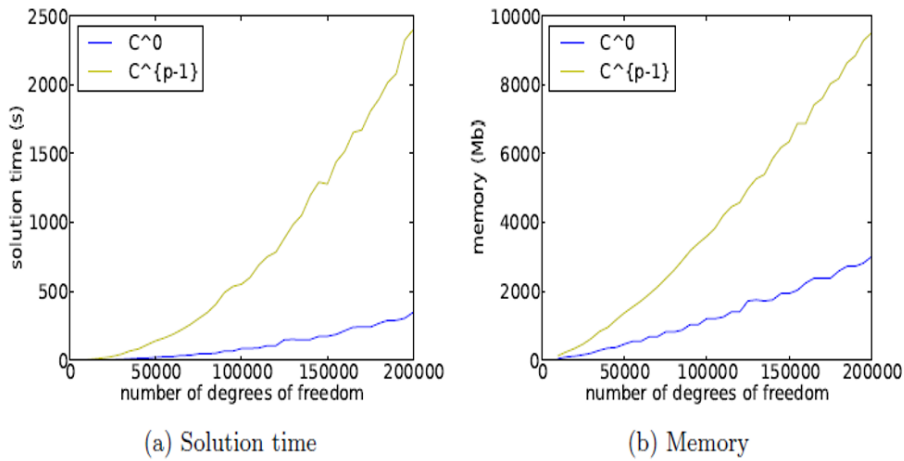 2500
2000
1500
1000
500
0
solution time (s)
C^0
C^{p-1}
0 50000 100000 150000 200000
number of degrees of freedom
(a) Solution time
10000
8000
6000
4000
2000
0
memory (Mb)
C^0
C^{p-1}
0 50000 100000 150000 200000
number of degrees of freedom
(b) Memory